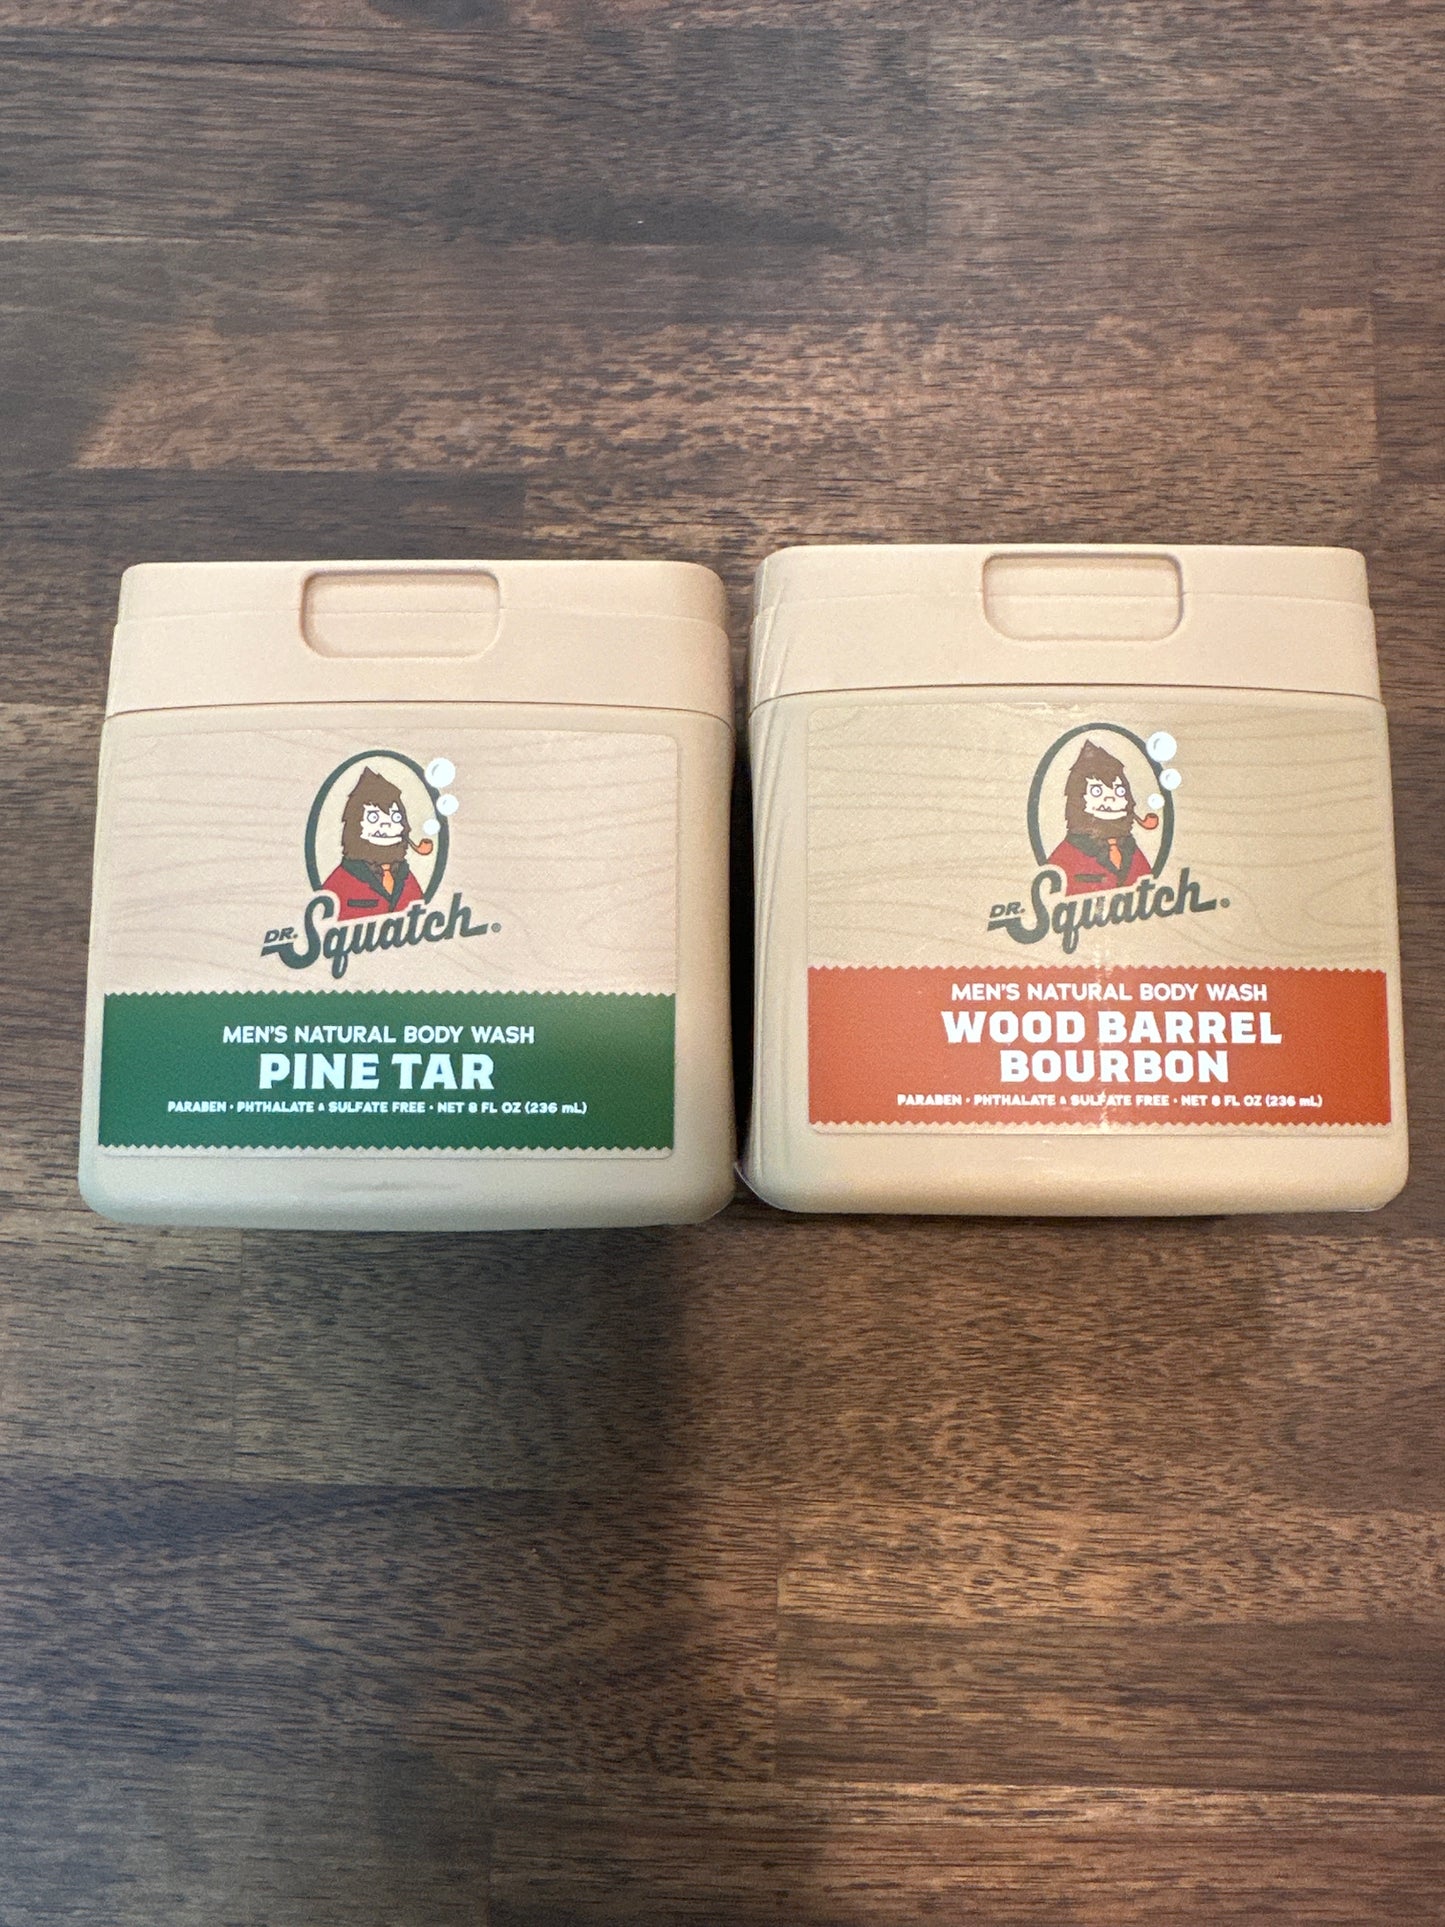 DR. Squatch®
MEN'S NATURAL BODY WASH
PINE TAR
PARABEN • PHTHALATE & SULFATE FREE • NET 8 FL OZ (236 mL)
DR. Squatch®
MEN'S NATURAL BODY WASH
WOOD BARREL
BOURBON
PARABEN • PHTHALATE & SULFATE FREE • NET 8 FL OZ (236 mL)